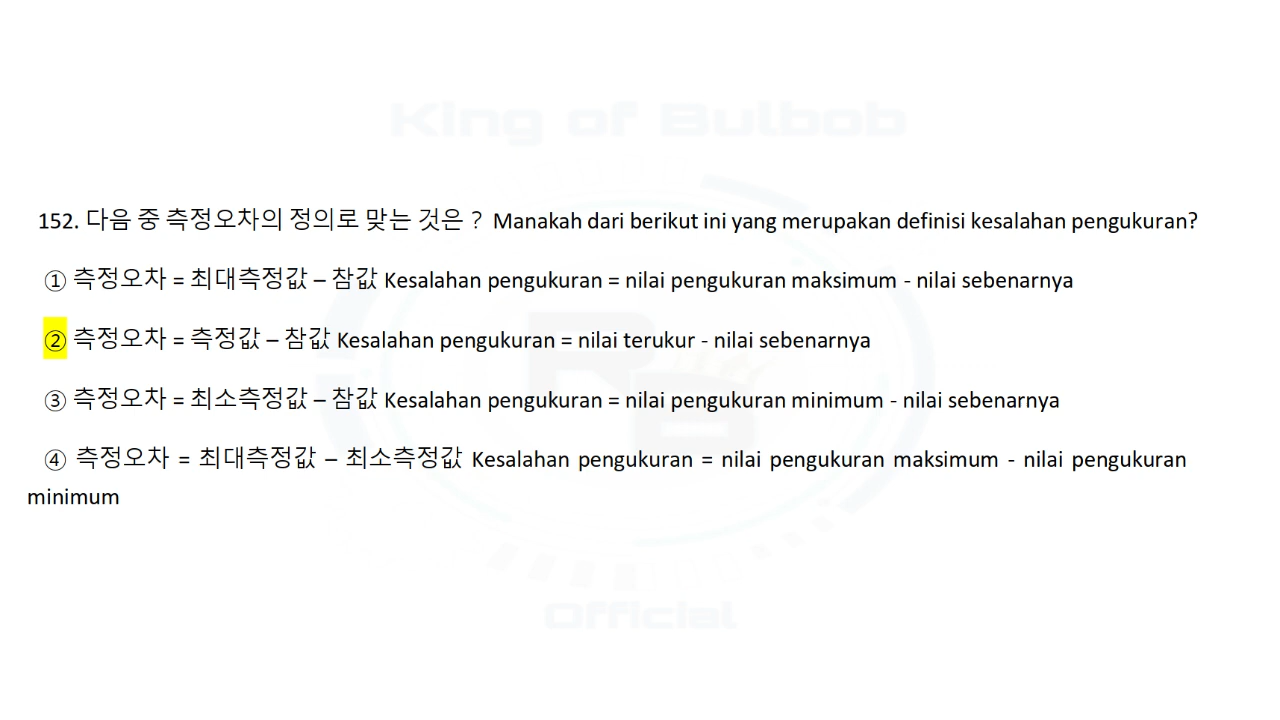 King of Bulbob
152. 다음 중 측정오차의 정의로 맞는 것은 ? Manakah dari berikut ini yang merupakan definisi kesalahan pengukuran?
① 측정오차 = 최대측정값 – 참값 Kesalahan pengukuran = nilai pengukuran maksimum - nilai sebenarnya
② 측정오차 = 측정값 – 참값 Kesalahan pengukuran = nilai terukur - nilai sebenarnya
③ 측정오차 = 최소측정값 – 참값 Kesalahan pengukuran = nilai pengukuran minimum - nilai sebenarnya
④ 측정오차 = 최대측정값 – 최소측정값 Kesalahan pengukuran = nilai pengukuran maksimum - nilai pengukuran
minimum
Official